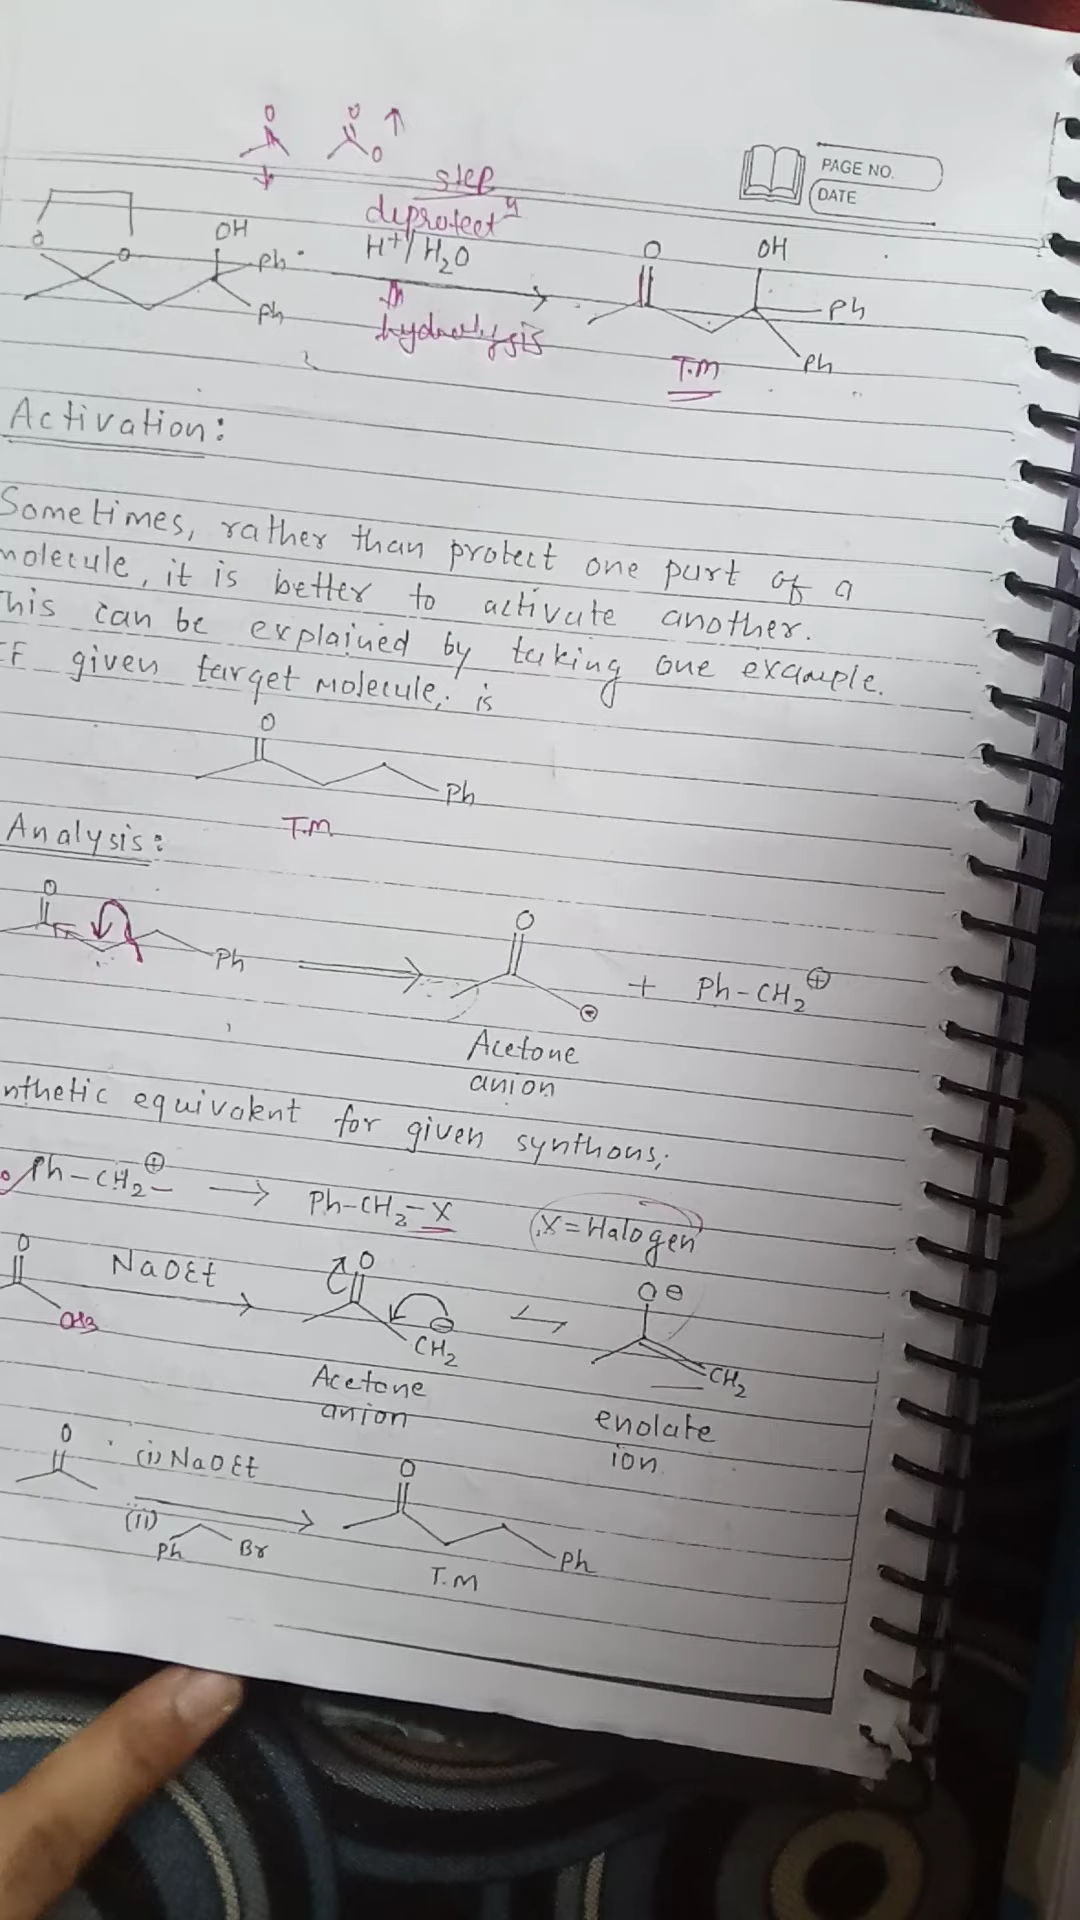 O O ↑
O
step
PAGE NO.
DATE
deprotectⁿ
H⁺/H₂O
hydrolysis
O O OH Ph Ph
O OH Ph Ph
T.M
Activation:
Sometimes, rather than protect one part of a
molecule, it is better to activate another.
This can be explained by taking one example.
If given target molecule, is
O
Ph
T.M
Analysis:
O Ph
O ⊖ + Ph-CH₂⊕
Acetone
anion
nthetic equivalent for given synthons;
Ph-CH₂⊕ → Ph-CH₂-X (X=Halogen)
O CH3 NaOEt O ⊖ CH₂ ⇌ O⊖ CH₂
Acetone
anion
enolate
ion
O (i) NaOEt O
(ii) Ph Br Ph
T.M